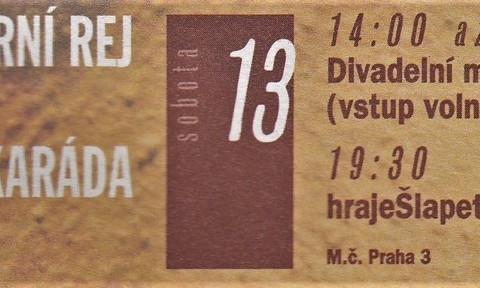 RNÍ REJ
KARÁDA
sobota
13
14:00 až
Divadelní m
(vstup voln
19:30
hraješlapet
M.č. Praha 3